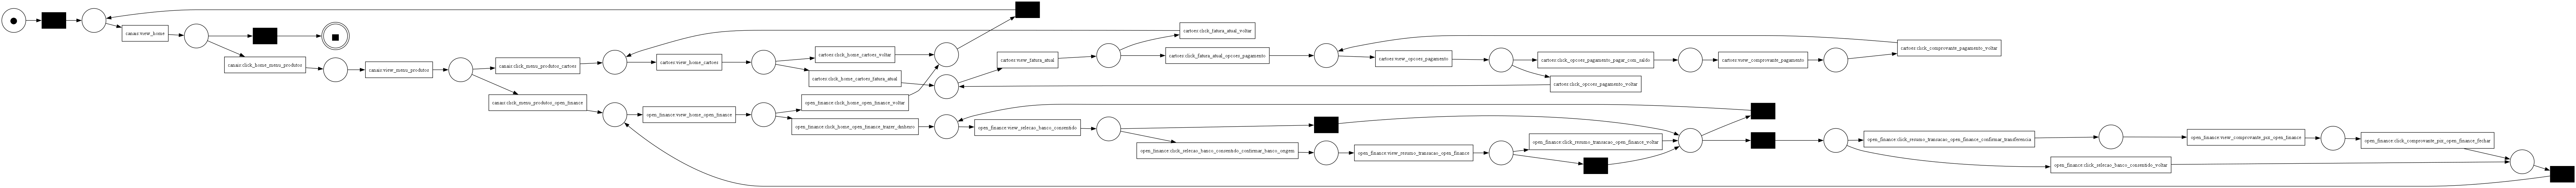 canais:view_home
canais:click_home_menu_produtos
canais:view_menu_produtos
canais:click_menu_produtos_cartoes
canais:click_menu_produtos_open_finance
cartoes:view_home_cartoes
cartoes:click_home_cartoes_voltar
cartoes:click_home_cartoes_fatura_atual
open_finance:click_home_open_finance_voltar
open_finance:view_home_open_finance
open_finance:click_home_open_finance_trazer_dinheiro
cartoes:view_fatura_atual
cartoes:click_fatura_atual_voltar
cartoes:click_fatura_atual_opcoes_pagamento
cartoes:view_opcoes_pagamento
cartoes:click_opcoes_pagamento_pagar_com_saldo
cartoes:click_opcoes_pagamento_voltar
cartoes:view_comprovante_pagamento
cartoes:click_comprovante_pagamento_voltar
open_finance:view_selecao_banco_consentido
open_finance:click_selecao_banco_consentido_confirmar_banco_origem
open_finance:view_resumo_transacao_open_finance
open_finance:click_resumo_transacao_open_finance_voltar
open_finance:click_resumo_transacao_open_finance_confirmar_transferencia
open_finance:click_selecao_banco_consentido_voltar
open_finance:view_comprovante_pix_open_finance
open_finance:click_comprovante_pix_open_finance_fechar